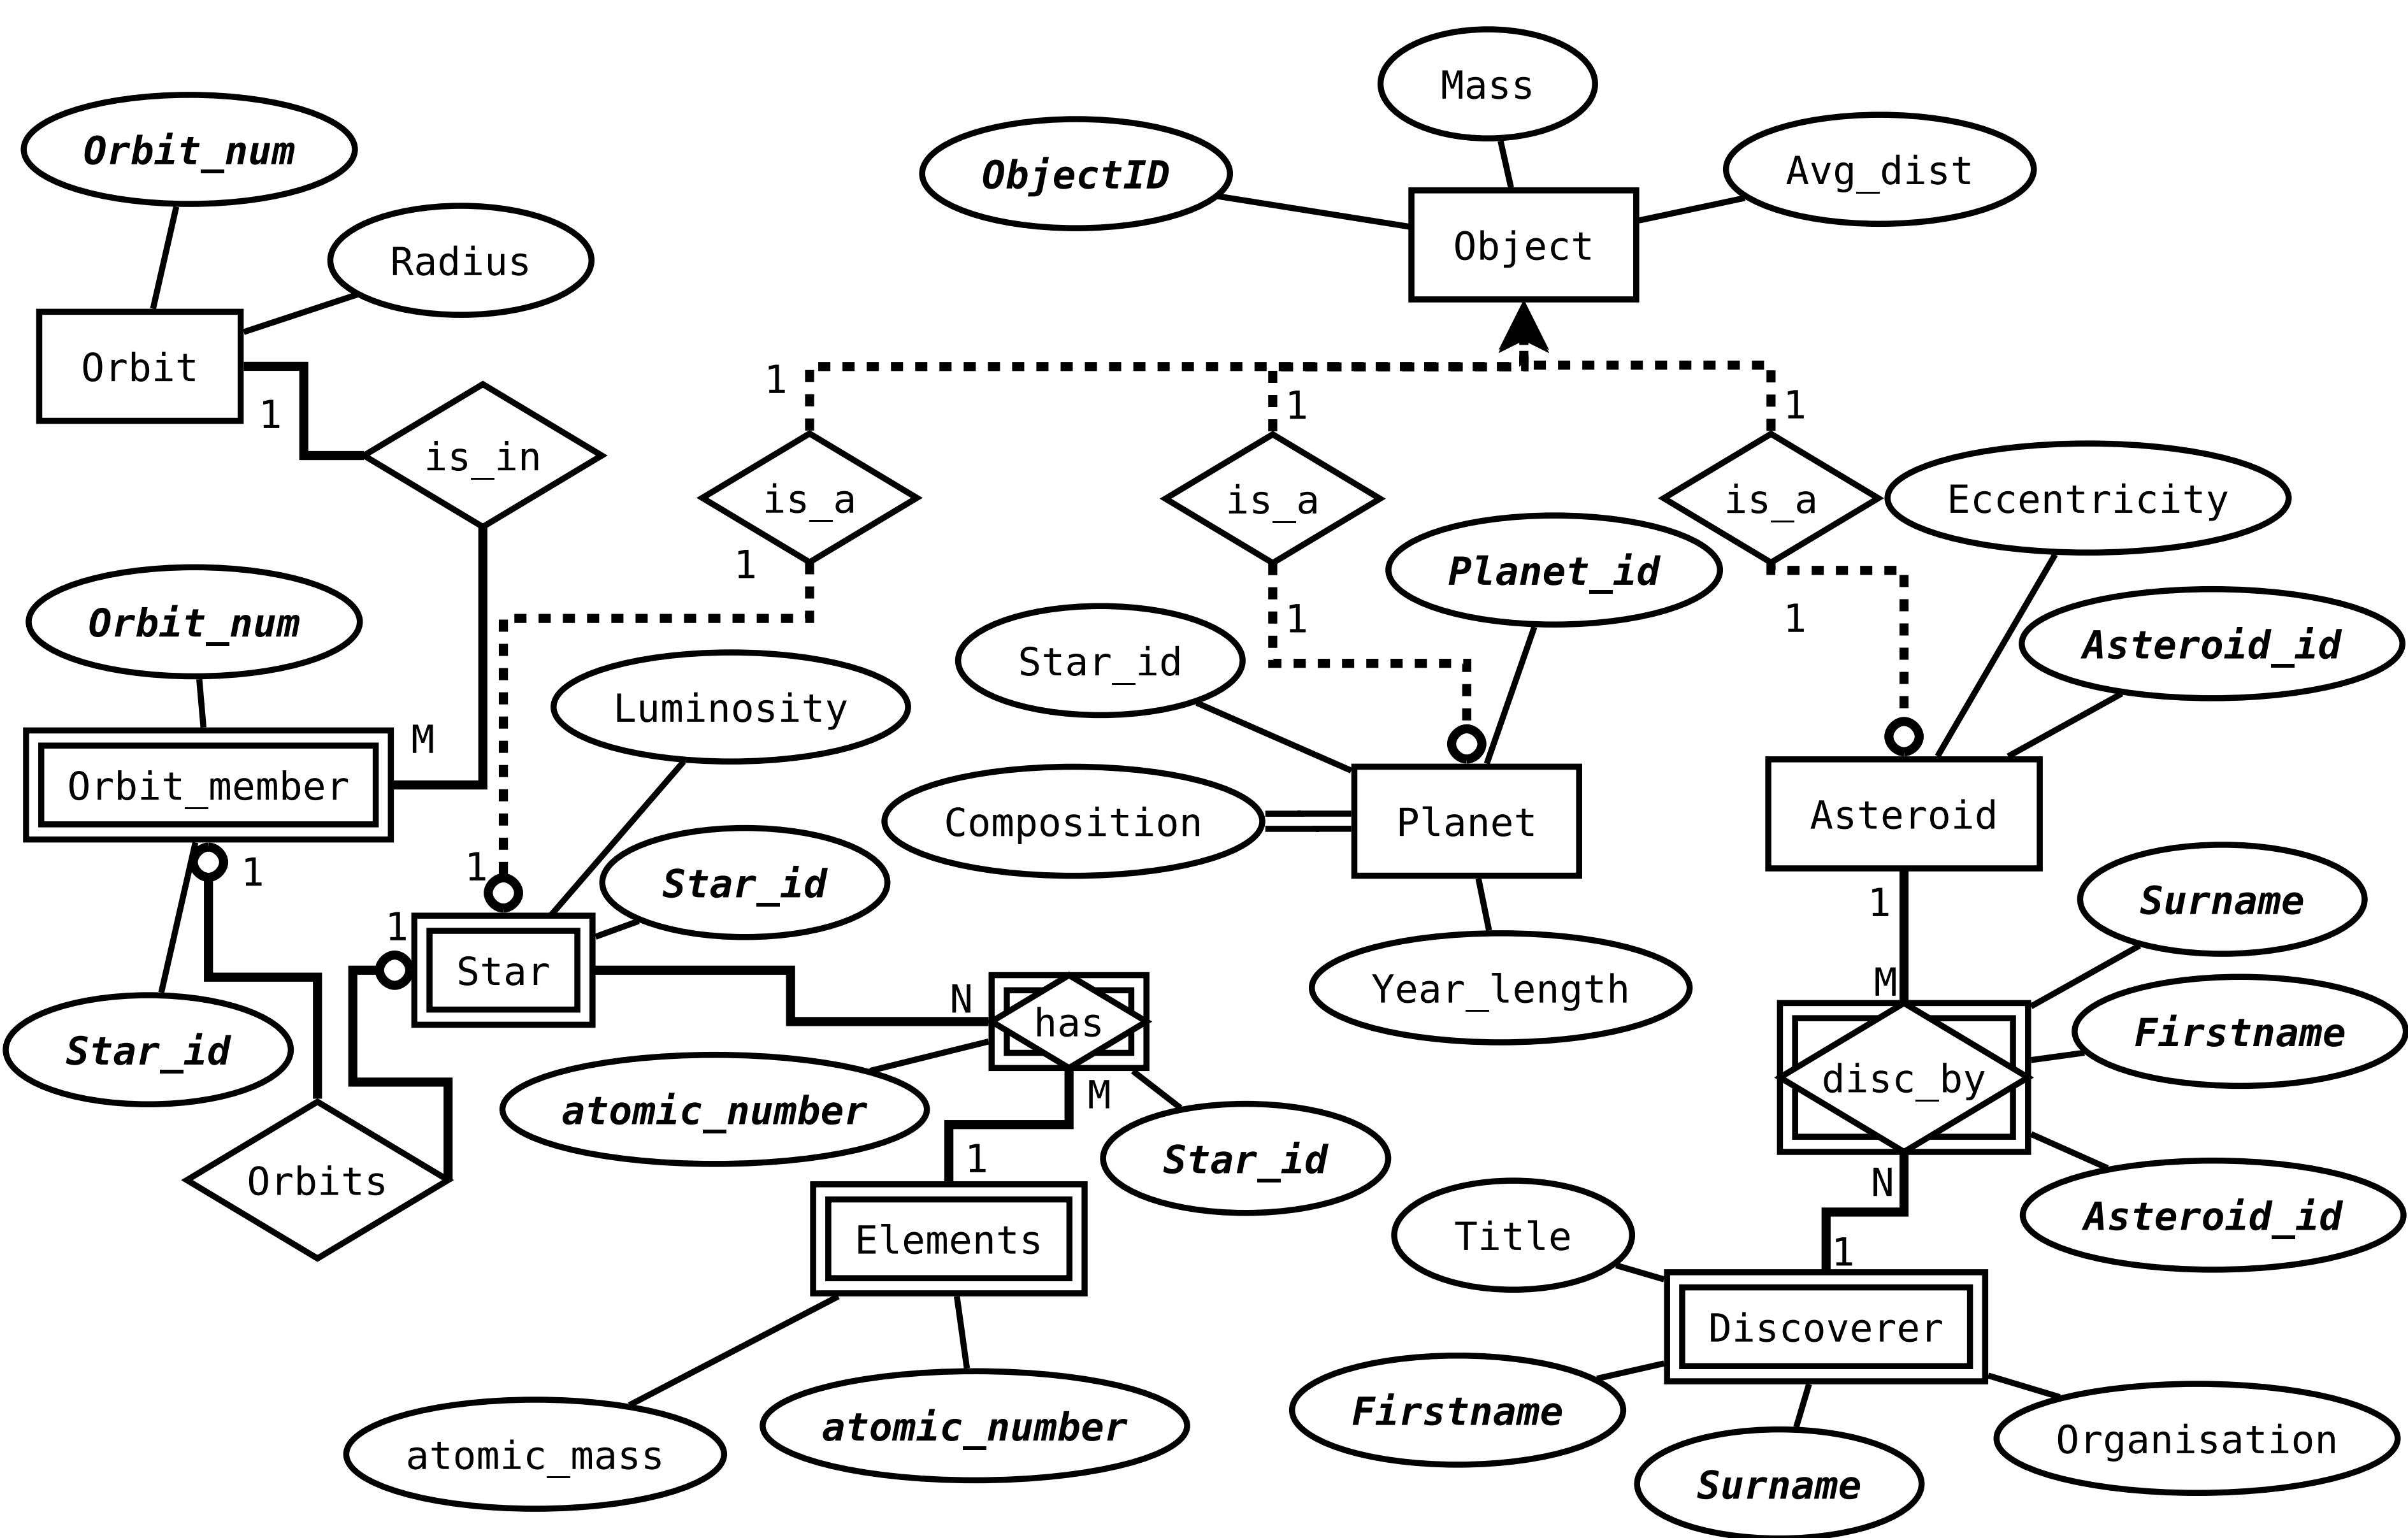 Mass
Orbit_num
ObjectID
Avg_dist
Radius
Object
Orbit
1
1
1
1
is_in
is_a
is_a
is_a
Eccentricity
1
Planet_id
Orbit_num
1
1
Star_id
Asteroid_id
Luminosity
M
Orbit_member
Composition
Planet
Asteroid
1
1
Star_id
1
Surname
1
Star
N
M
Year_length
has
Firstname
Star_id
disc_by
atomic_number
M
Star_id
1
Orbits
N
Asteroid_id
Title
Elements
1
Discoverer
Firstname
atomic_number
Organisation
atomic_mass
Surname